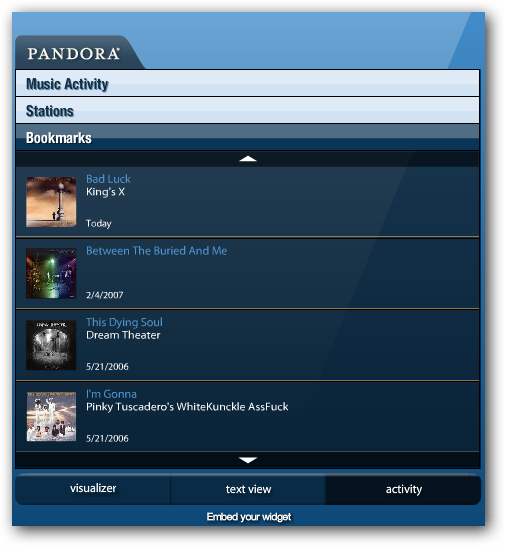 PANDORA®
Music Activity
Stations
Bookmarks
Bad Luck
King's X
Today
Between The Buried And Me
2/4/2007
This Dying Soul
Dream Theater
5/21/2006
I'm Gonna
Pinky Tuscadero's WhiteKunckle AssFuck
5/21/2006
visualizer text view activity
Embed your widget